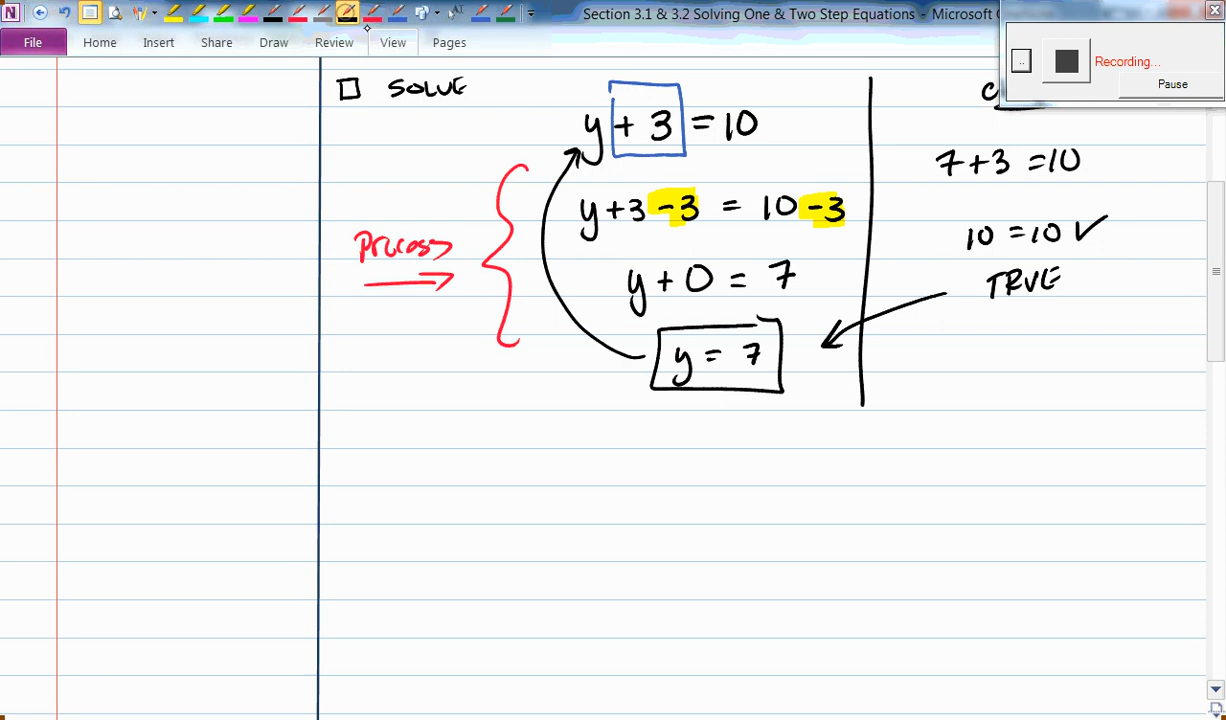 Section 3.1 & 3.2 Solving One & Two Step Equations - Microsoft
File Home Insert Share Draw Review View Pages
Recording...
Pause
SOLVE
y + 3 = 10
y + 3 - 3 = 10 - 3
y + 0 = 7
y = 7
Process
7 + 3 = 10
10 = 10 ✓
TRUE